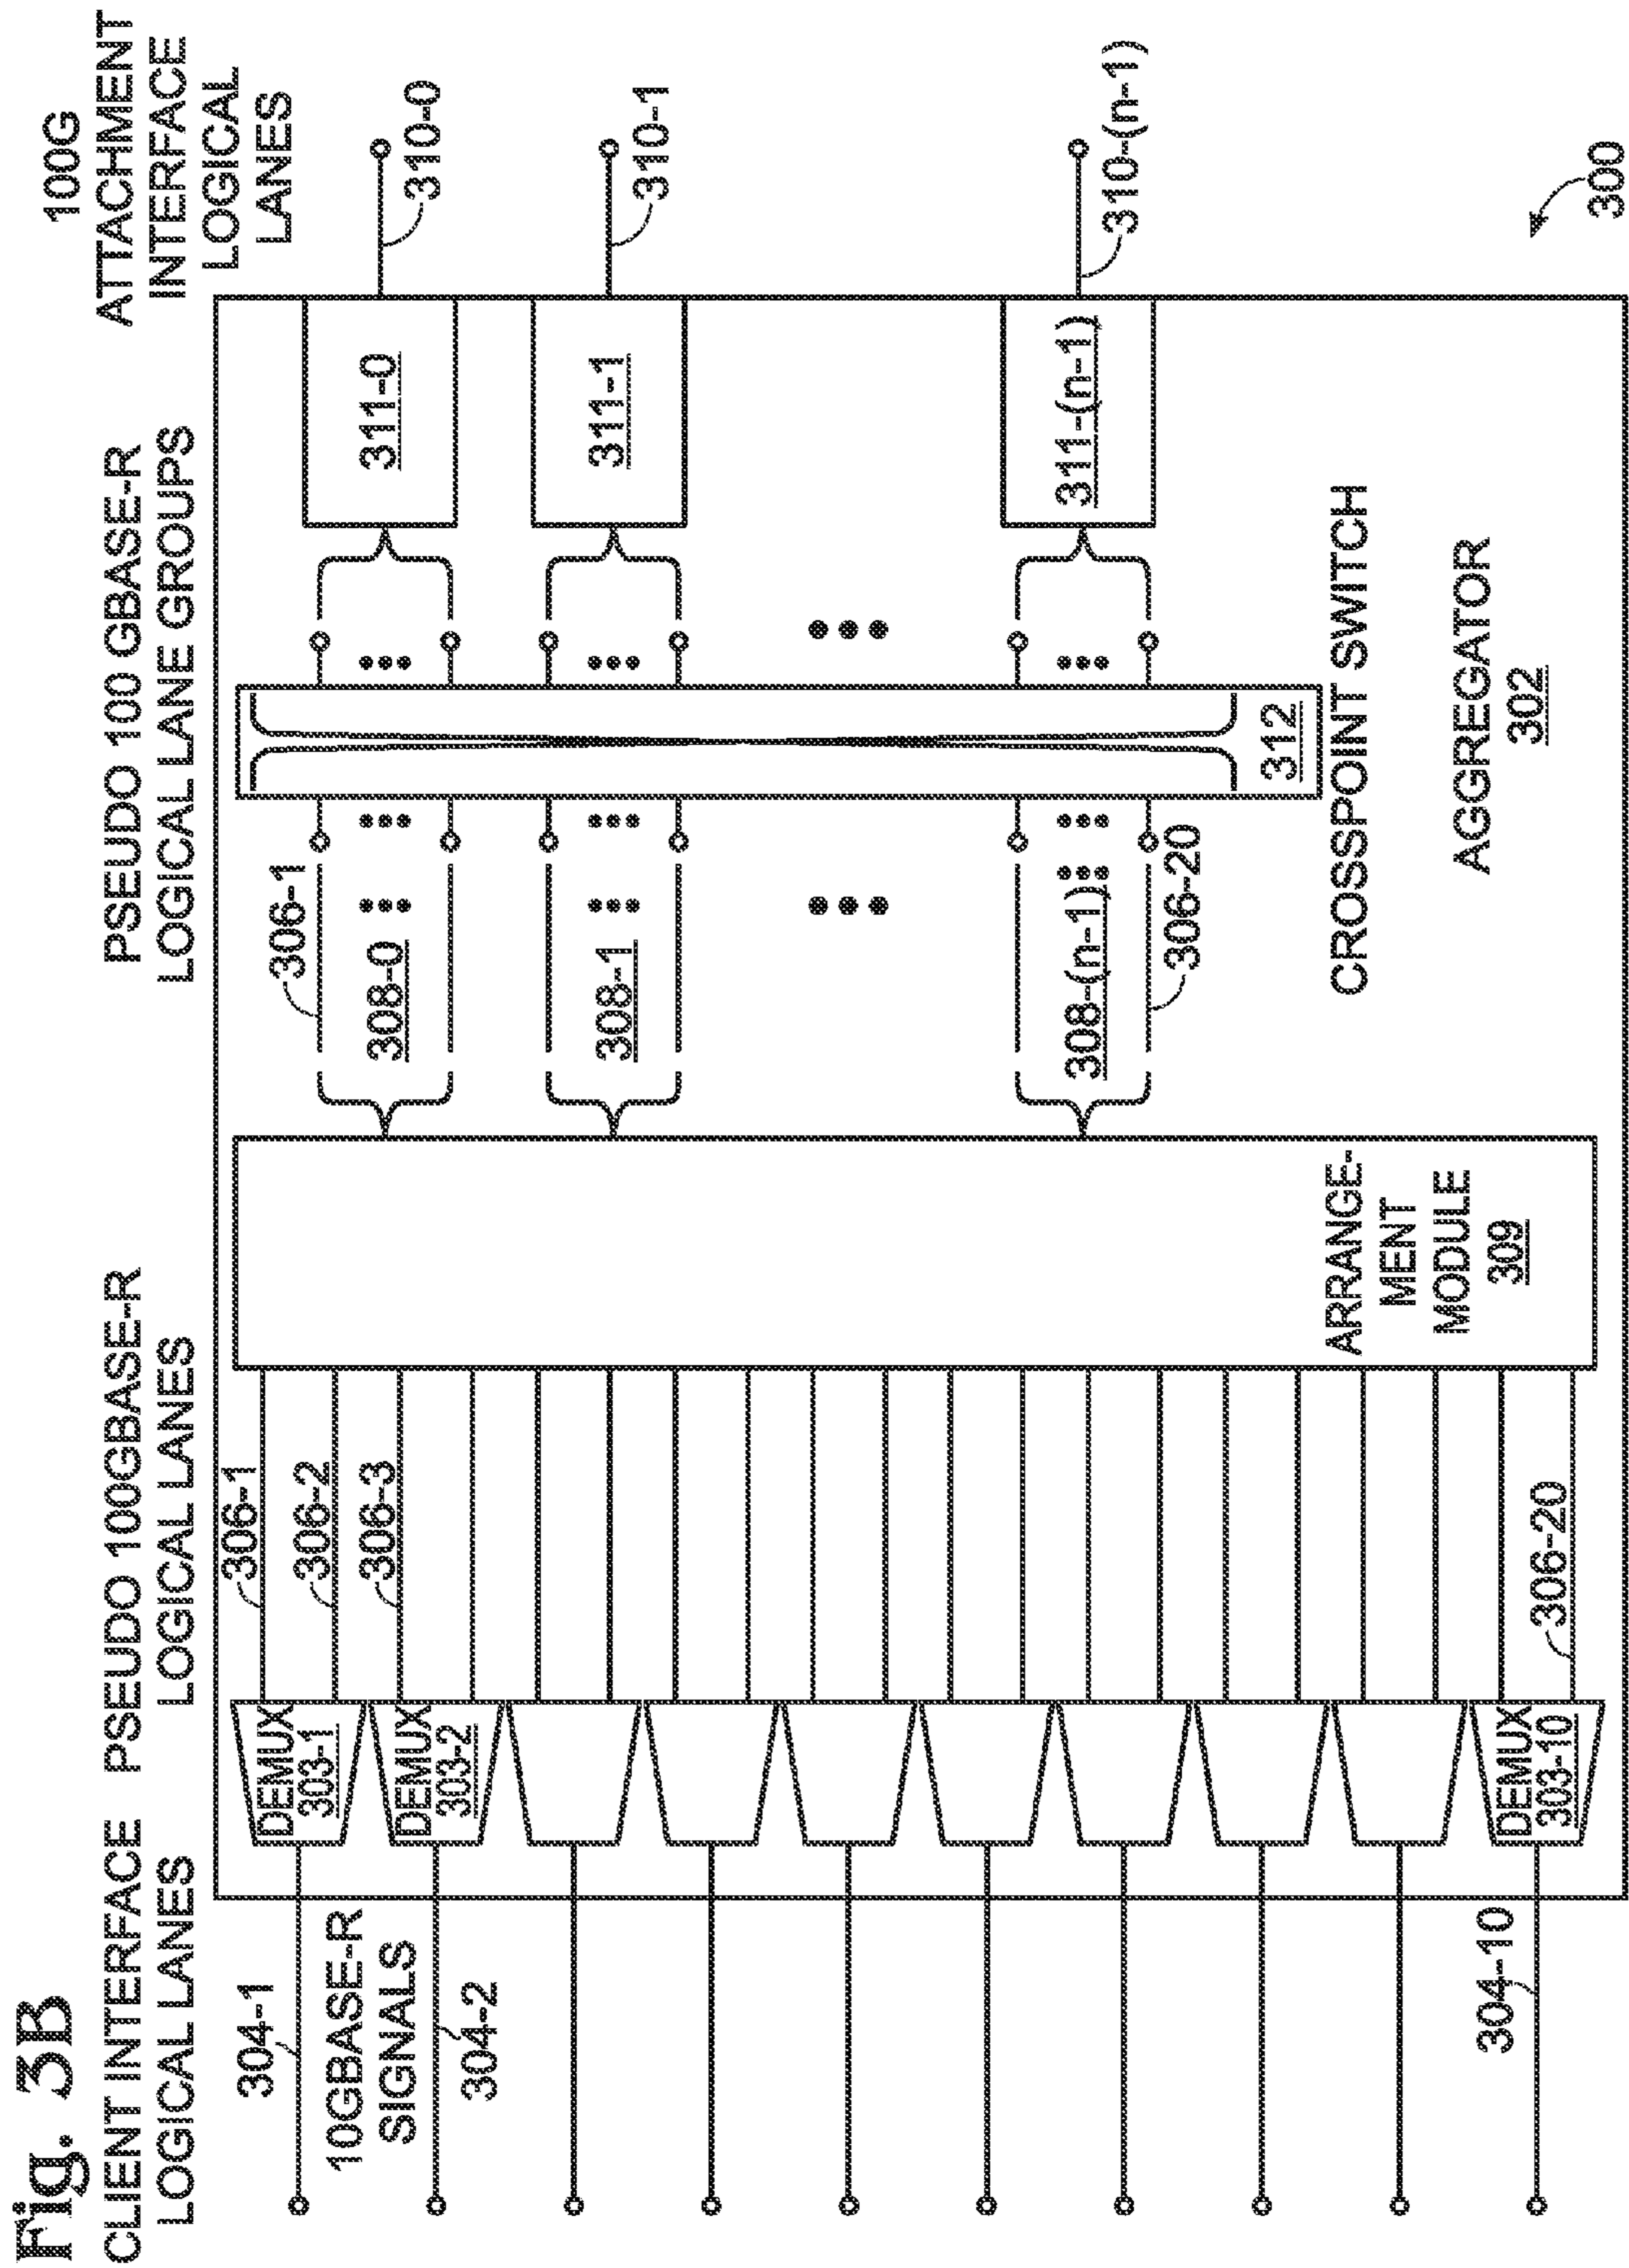 Fig. 3B
CLIENT INTERFACE
LOGICAL LANES
PSEUDO 100GBASE-R
LOGICAL LANES
PSEUDO 100 GBASE-R
LOGICAL LANE GROUPS
100G
ATTACHMENT
INTERFACE
LOGICAL
LANES
304-1
10GBASE-R
SIGNALS
304-2
304-10
DEMUX
303-1
DEMUX
303-2
DEMUX
303-10
306-1
306-2
306-3
306-20
ARRANGE-
MENT
MODULE
309
306-1
308-0
308-1
308-(n-1)
306-20
312
CROSSPOINT SWITCH
AGGREGATOR
302
311-0
311-1
311-(n-1)
310-0
310-1
310-(n-1)
300